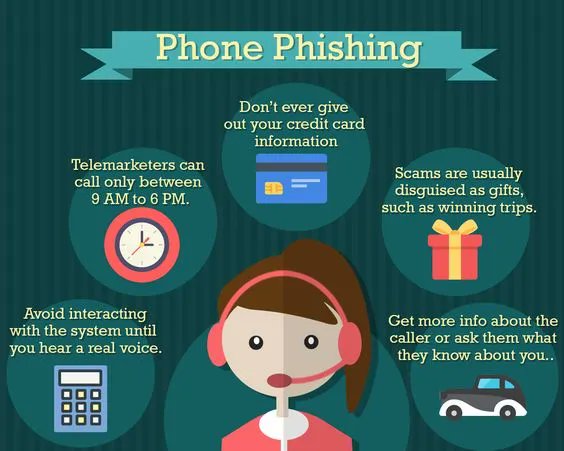 Phone Phishing
Don't ever give
out your credit card
information
Telemarketers can
call only between
9 AM to 6 PM.
Scams are usually
disguised as gifts,
such as winning trips.
Avoid interacting
with the system until
you hear a real voice.
Get more info about the
caller or ask them what
they know about you..